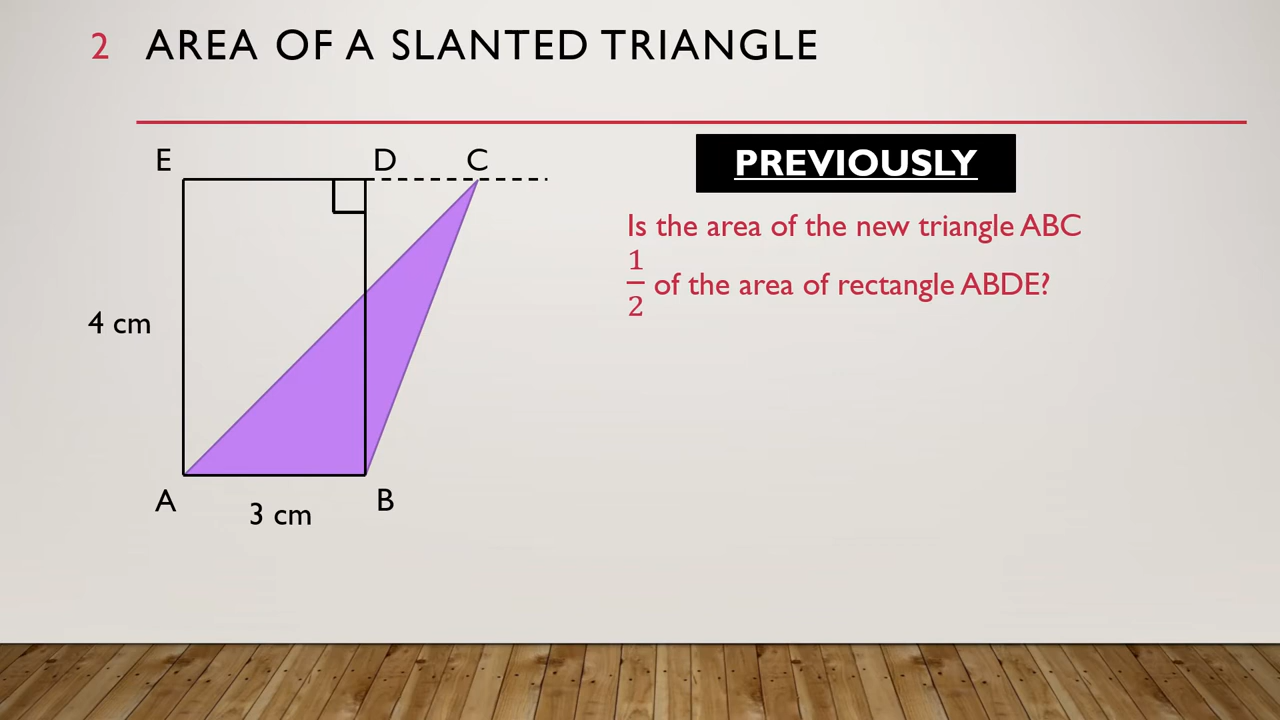 2 AREA OF A SLANTED TRIANGLE
E D C
4 cm
A B
3 cm
PREVIOUSLY
Is the area of the new triangle ABC
1/2 of the area of rectangle ABDE?